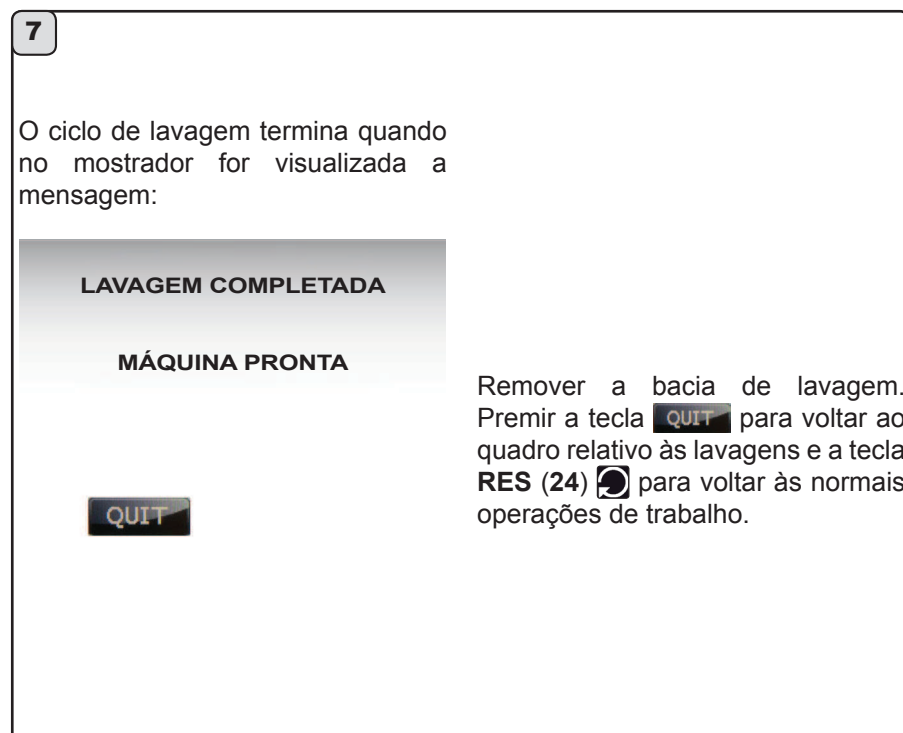 7
O ciclo de lavagem termina quando
no mostrador for visualizada a
mensagem:
LAVAGEM COMPLETADA
MÁQUINA PRONTA
QUIT
Remover a bacia de lavagem.
Premir a tecla QUIT para voltar ao
quadro relativo às lavagens e a tecla
RES (24) para voltar às normais
operações de trabalho.